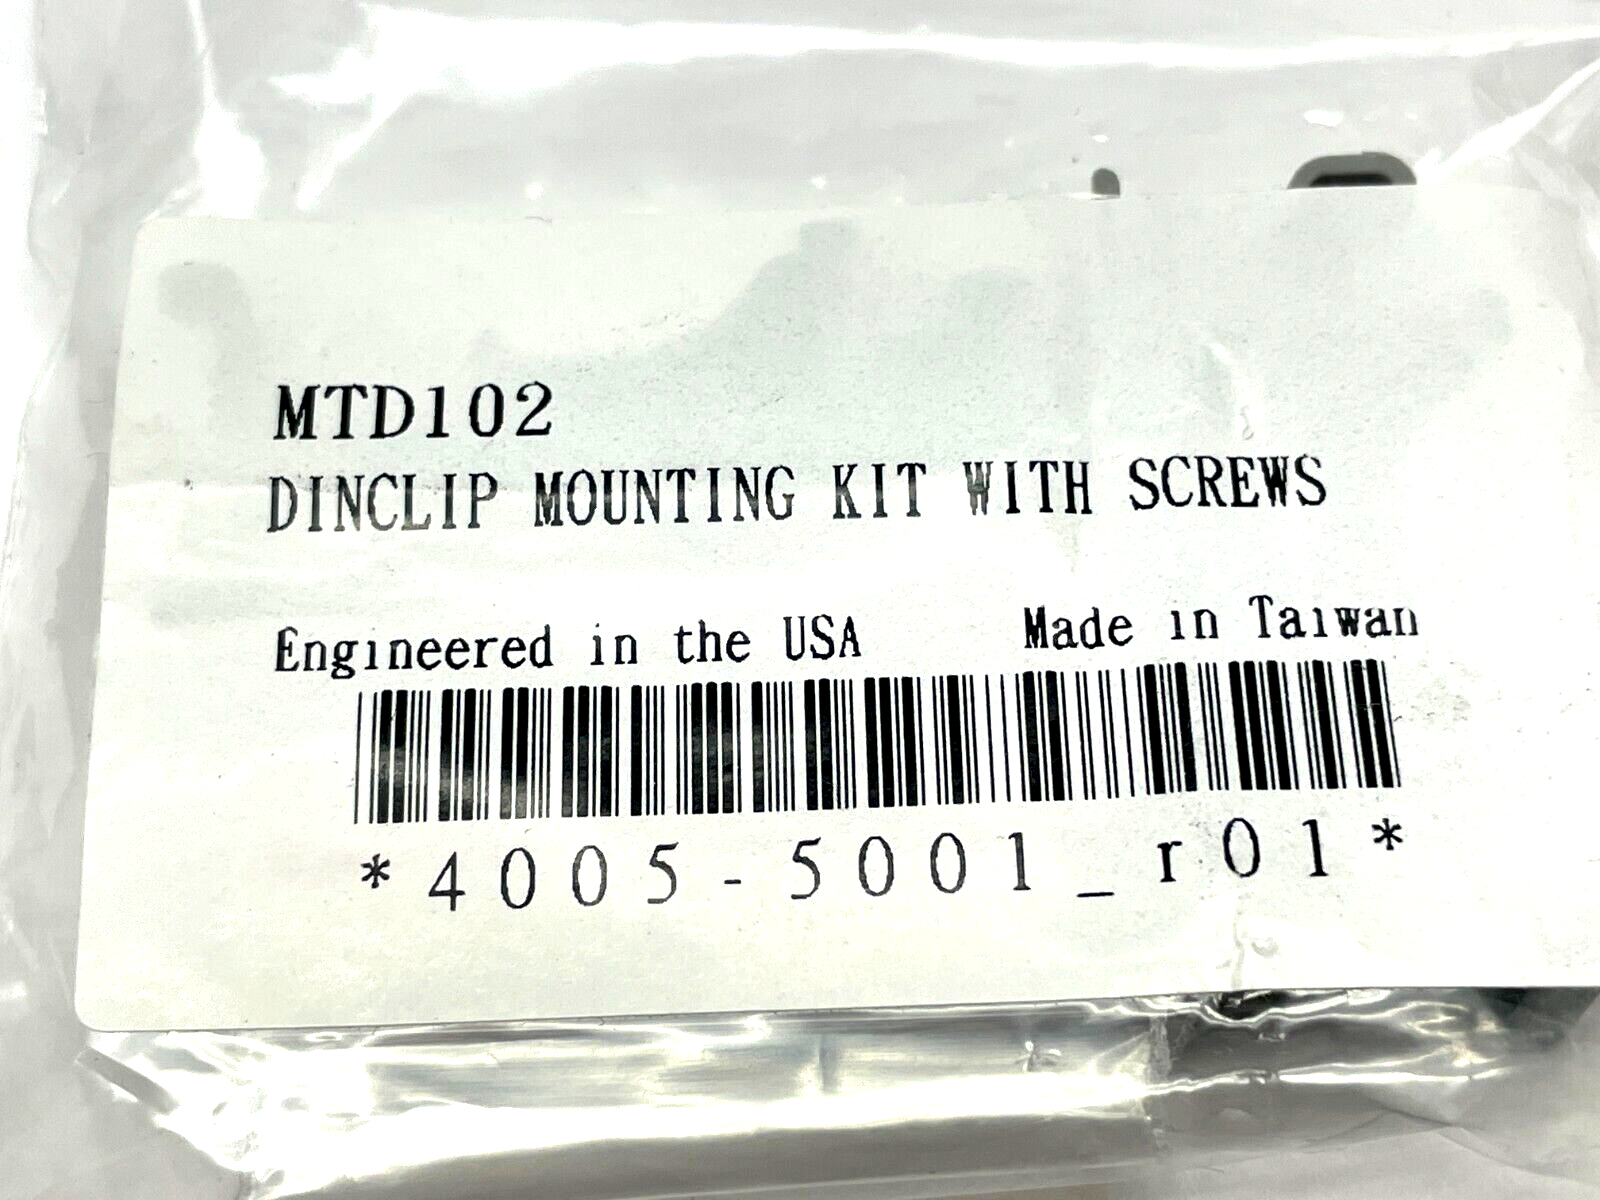 MTD102
DINCLIP MOUNTING KIT WITH SCREWS
Engineered in the USA Made in Taiwan
*4005-5001_r01*